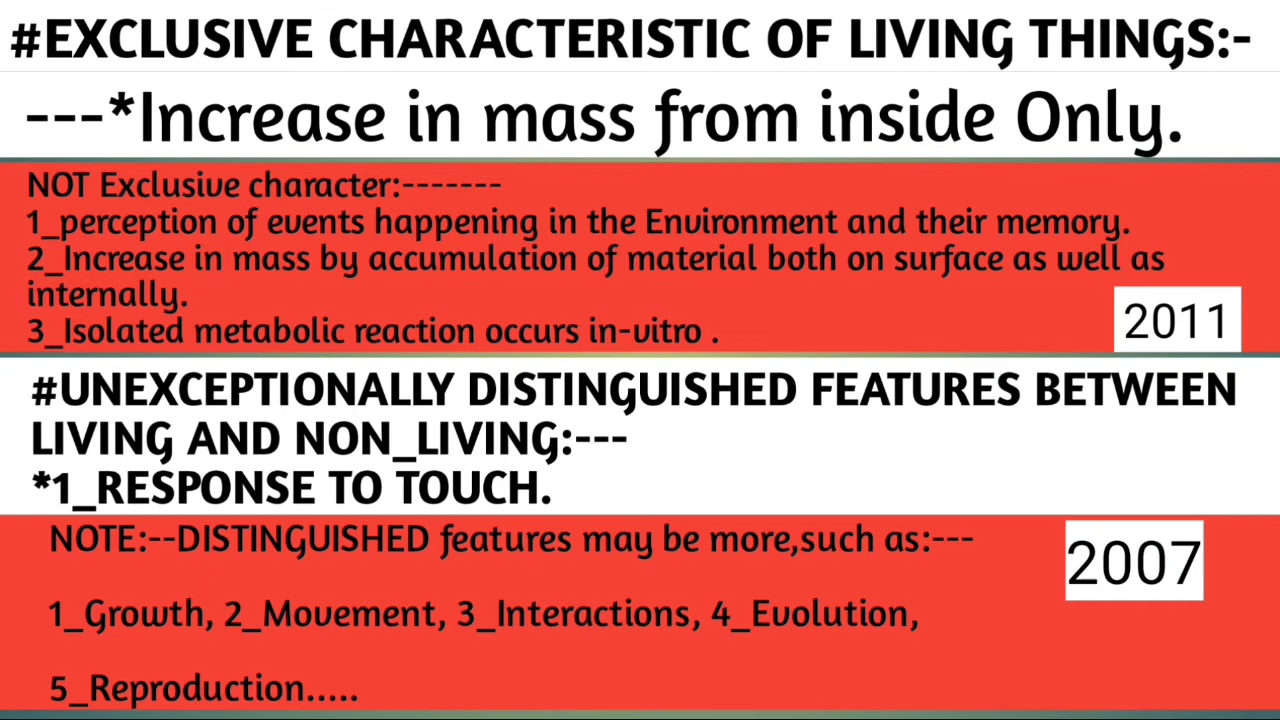 #EXCLUSIVE CHARACTERISTIC OF LIVING THINGS:-
---*Increase in mass from inside Only.
NOT Exclusive character:-------
1_perception of events happening in the Environment and their memory.
2_Increase in mass by accumulation of material both on surface as well as
internally.
3_Isolated metabolic reaction occurs in-vitro .
2011
#UNEXCEPTIONALLY DISTINGUISHED FEATURES BETWEEN
LIVING AND NON_LIVING:---
*1_RESPONSE TO TOUCH.
NOTE:--DISTINGUISHED features may be more,such as:---
2007
1_Growth, 2_Movement, 3_Interactions, 4_Evolution,
5_Reproduction.....